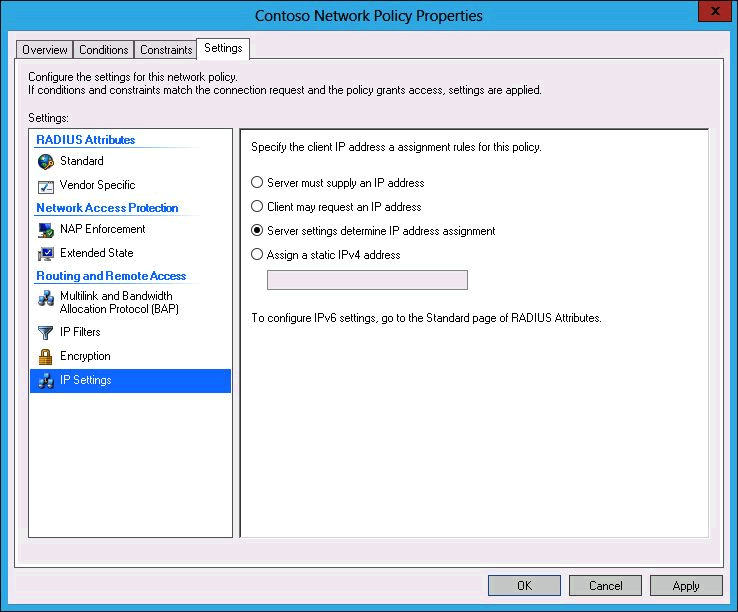 Contoso Network Policy Properties
x
Overview Conditions Constraints Settings
Configure the settings for this network policy.
If conditions and constraints match the connection request and the policy grants access, settings are applied.
Settings:
RADIUS Attributes
Standard
Vendor Specific
Network Access Protection
NAP Enforcement
Extended State
Routing and Remote Access
Multilink and Bandwidth
Allocation Protocol (BAP)
IP Filters
Encryption
IP Settings
Specify the client IP address a assignment rules for this policy.
Server must supply an IP address
Client may request an IP address
Server settings determine IP address assignment
Assign a static IPv4 address
To configure IPv6 settings, go to the Standard page of RADIUS Attributes.
OK Cancel Apply